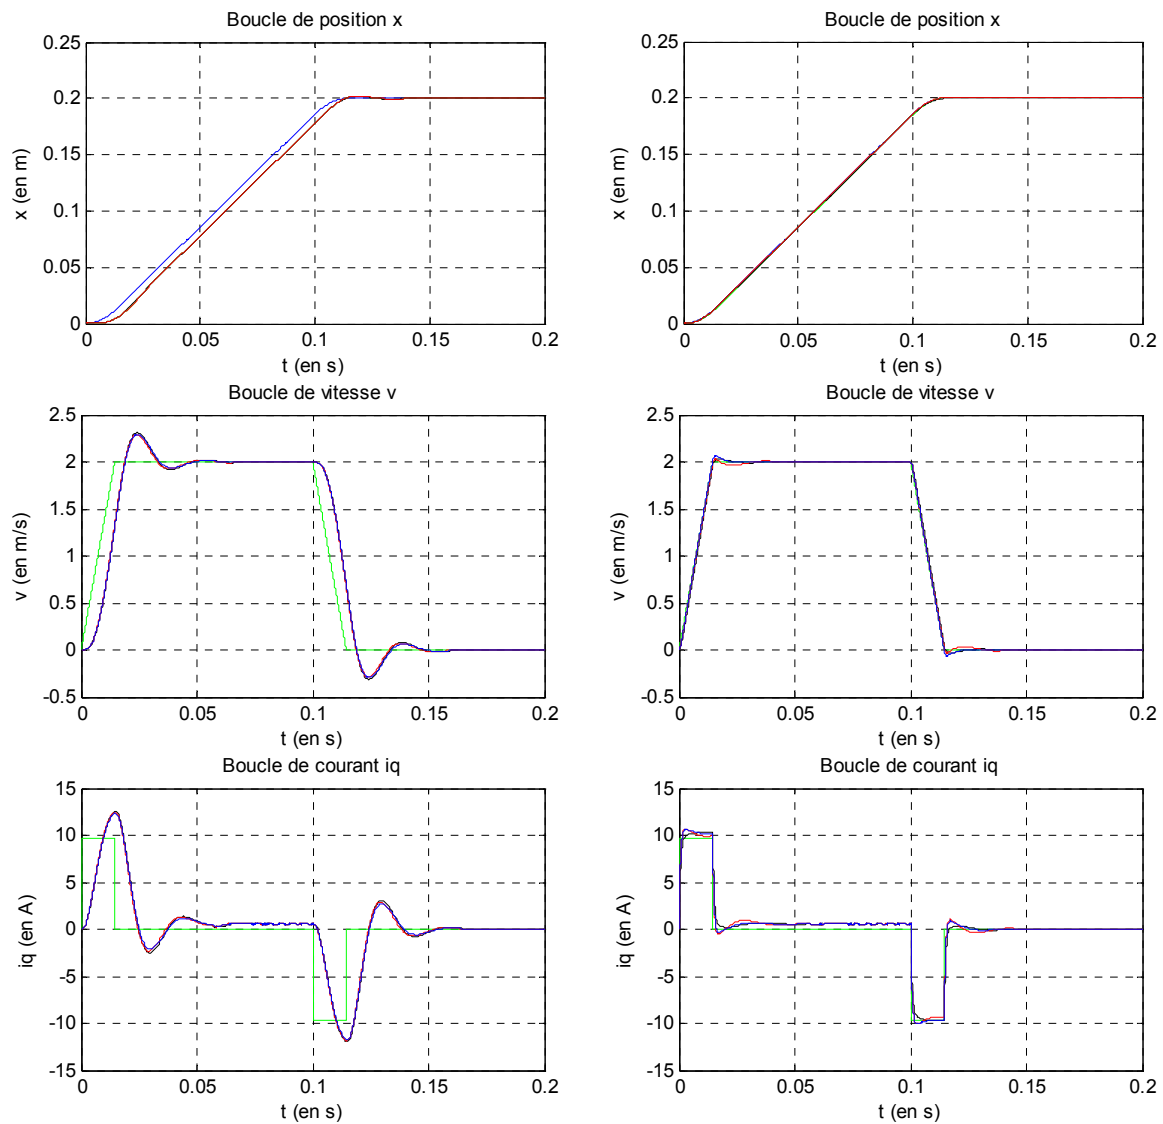 Boucle de position x
0.25
0.2
0.15
0.1
0.05
0
x (en m)
0 0.05 0.1 0.15 0.2
t (en s)
Boucle de position x
0.25
0.2
0.15
0.1
0.05
0
x (en m)
0 0.05 0.1 0.15 0.2
t (en s)
Boucle de vitesse v
2.5
2
1.5
1
0.5
0
-0.5
v (en m/s)
0 0.05 0.1 0.15 0.2
t (en s)
Boucle de vitesse v
2.5
2
1.5
1
0.5
0
-0.5
v (en m/s)
0 0.05 0.1 0.15 0.2
t (en s)
Boucle de courant iq
15
10
5
0
-5
-10
-15
iq (en A)
0 0.05 0.1 0.15 0.2
t (en s)
Boucle de courant iq
15
10
5
0
-5
-10
-15
iq (en A)
0 0.05 0.1 0.15 0.2
t (en s)